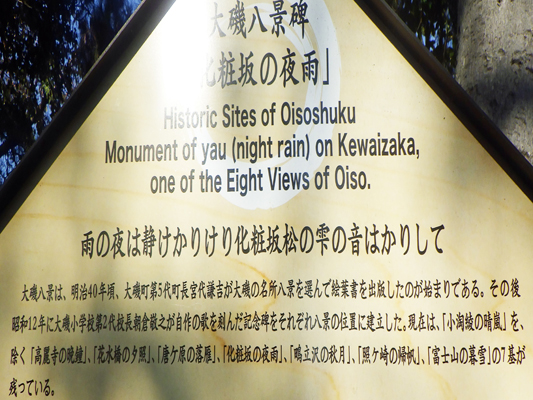 大磯八景碑
化粧坂の夜雨」
Historic Sites of Oisoshuku
Monument of yau (night rain) on Kewaizaka,
one of the Eight Views of Oiso.
雨の夜は静けかりけり化粧坂松の雫の音はかりして
大磯八景は、明治40年頃、大磯町第5代町長宮代謙吉が大磯の名所八景を選んで絵葉書を出版したのが始まりである。その後
昭和12年に大磯小学校第2代校長朝倉敬之が自作の歌を刻んだ記念碑をそれぞれ八景の位置に建立した。現在は、「小淘綾の晴嵐」を、
除く「高麗寺の晩鐘」、「花水橋の夕照」、「唐ケ原の落雁」、「化粧坂の夜雨」、「鴫立沢の秋月」、「照ケ崎の帰帆」、「富士山の暮雪」の7基が
残っている。